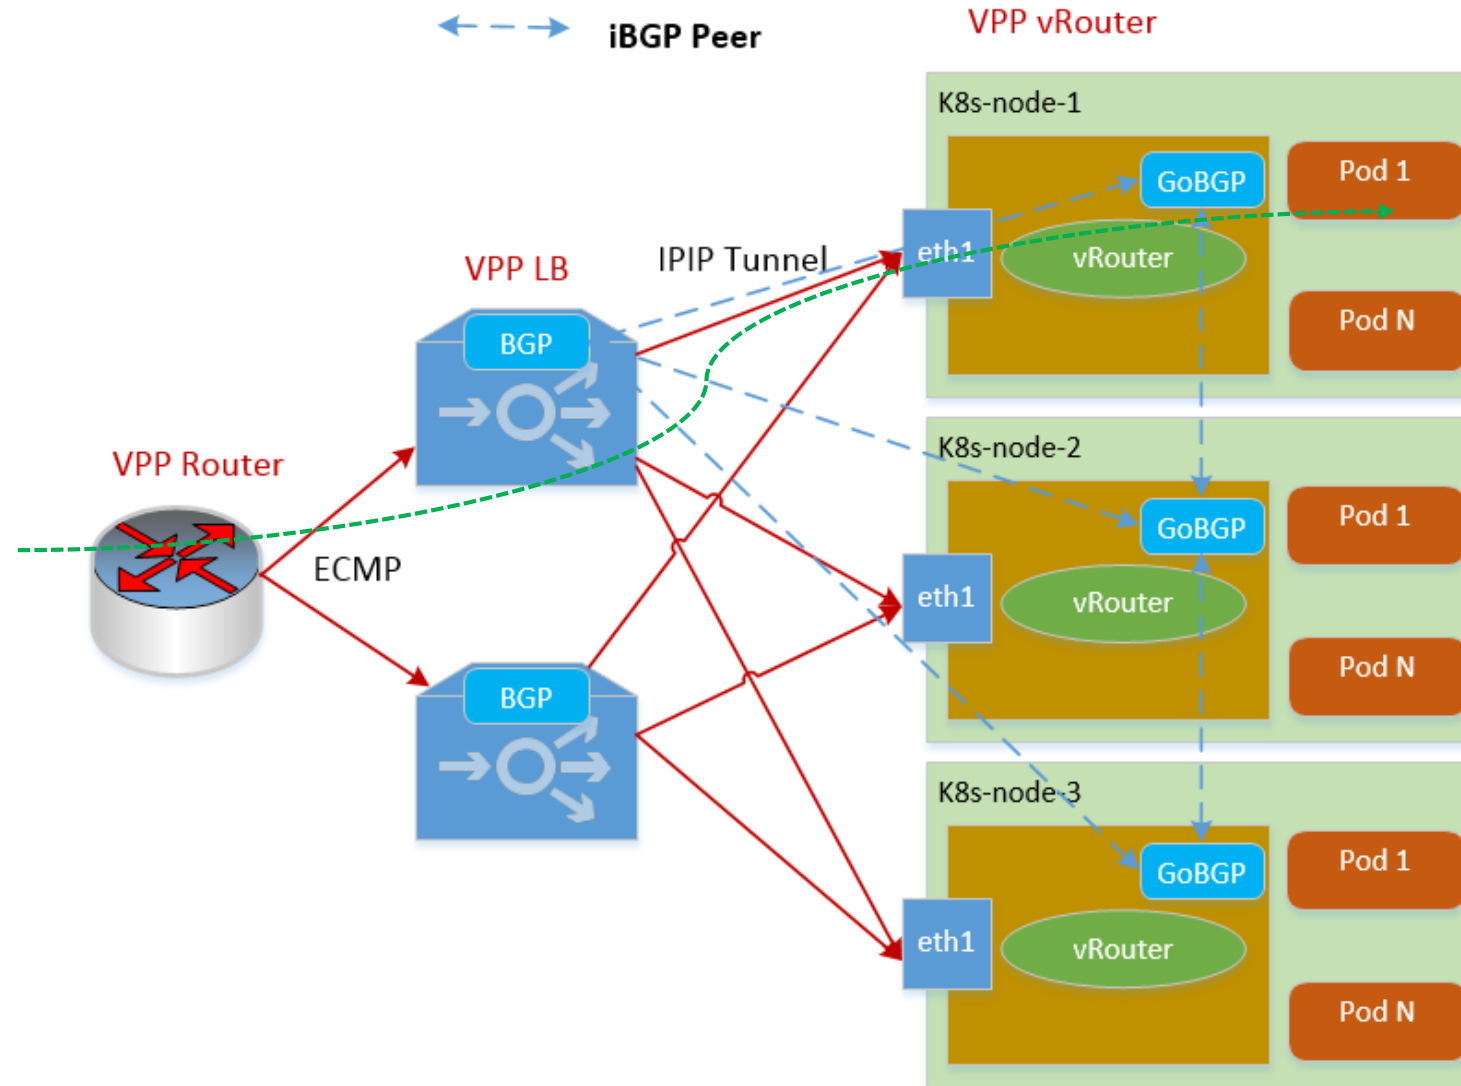 iBGP Peer
VPP vRouter
K8s-node-1
GoBGP
Pod 1
eth1
vRouter
Pod N
IPIP Tunnel
VPP LB
BGP
VPP Router
ECMP
K8s-node-2
GoBGP
Pod 1
eth1
vRouter
Pod N
BGP
K8s-node-3
GoBGP
Pod 1
eth1
vRouter
Pod N